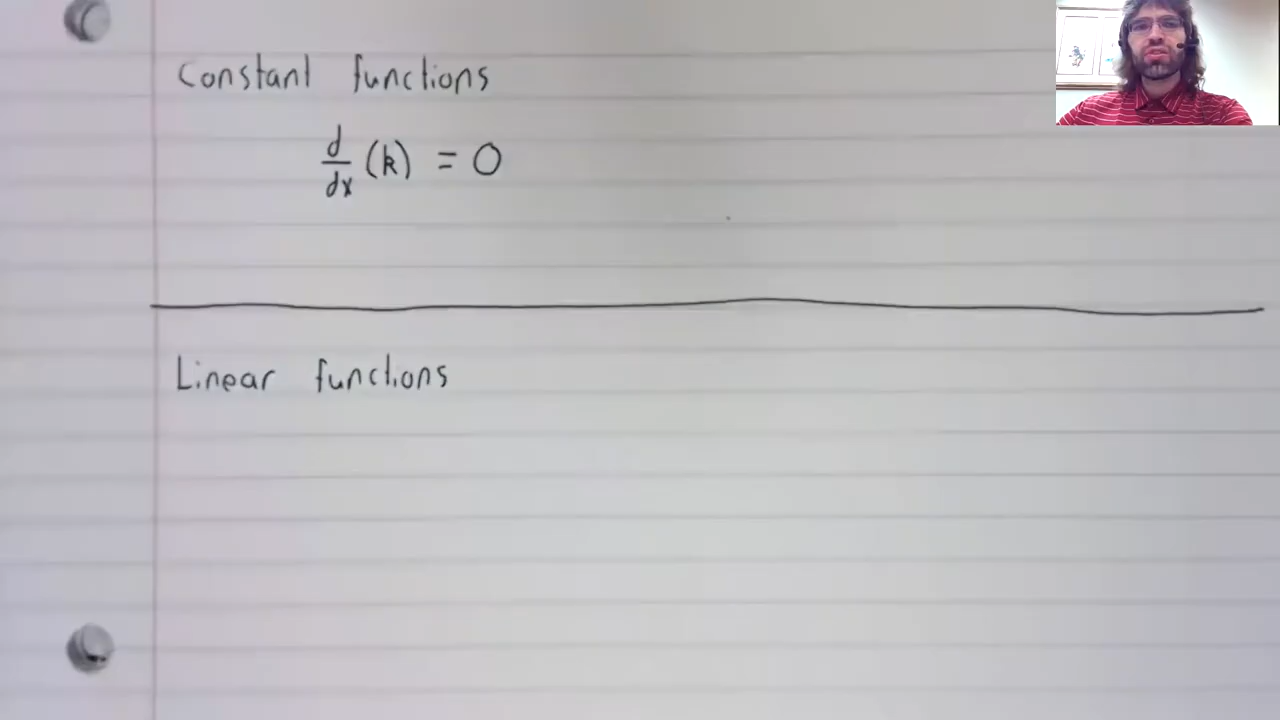 Constant functions
d/dx (k) = 0
Linear functions